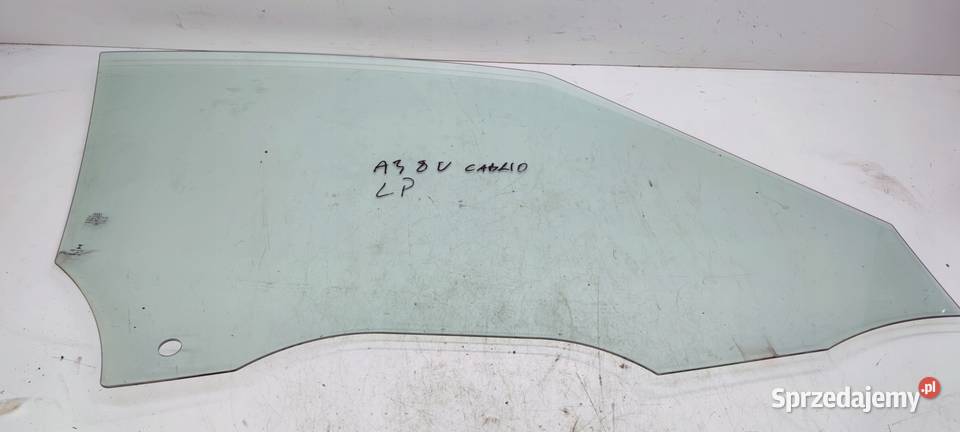 A3 8V CABRIO
LP
Sprzedajemy.pl